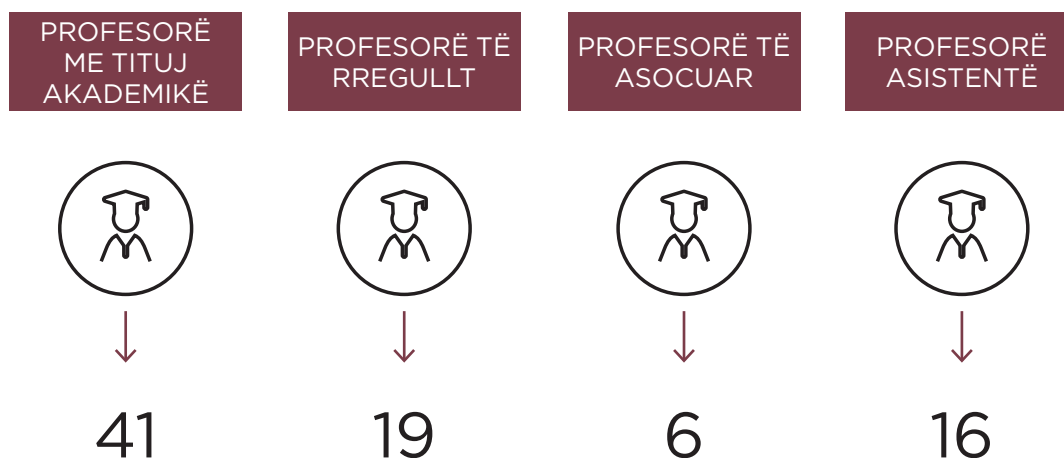 PROFESORË
ME TITUJ
AKADEMIKË
PROFESORË TË
RREGULLT
PROFESORË TË
ASOCUAR
PROFESORË
ASISTENTË
41
19
6
16